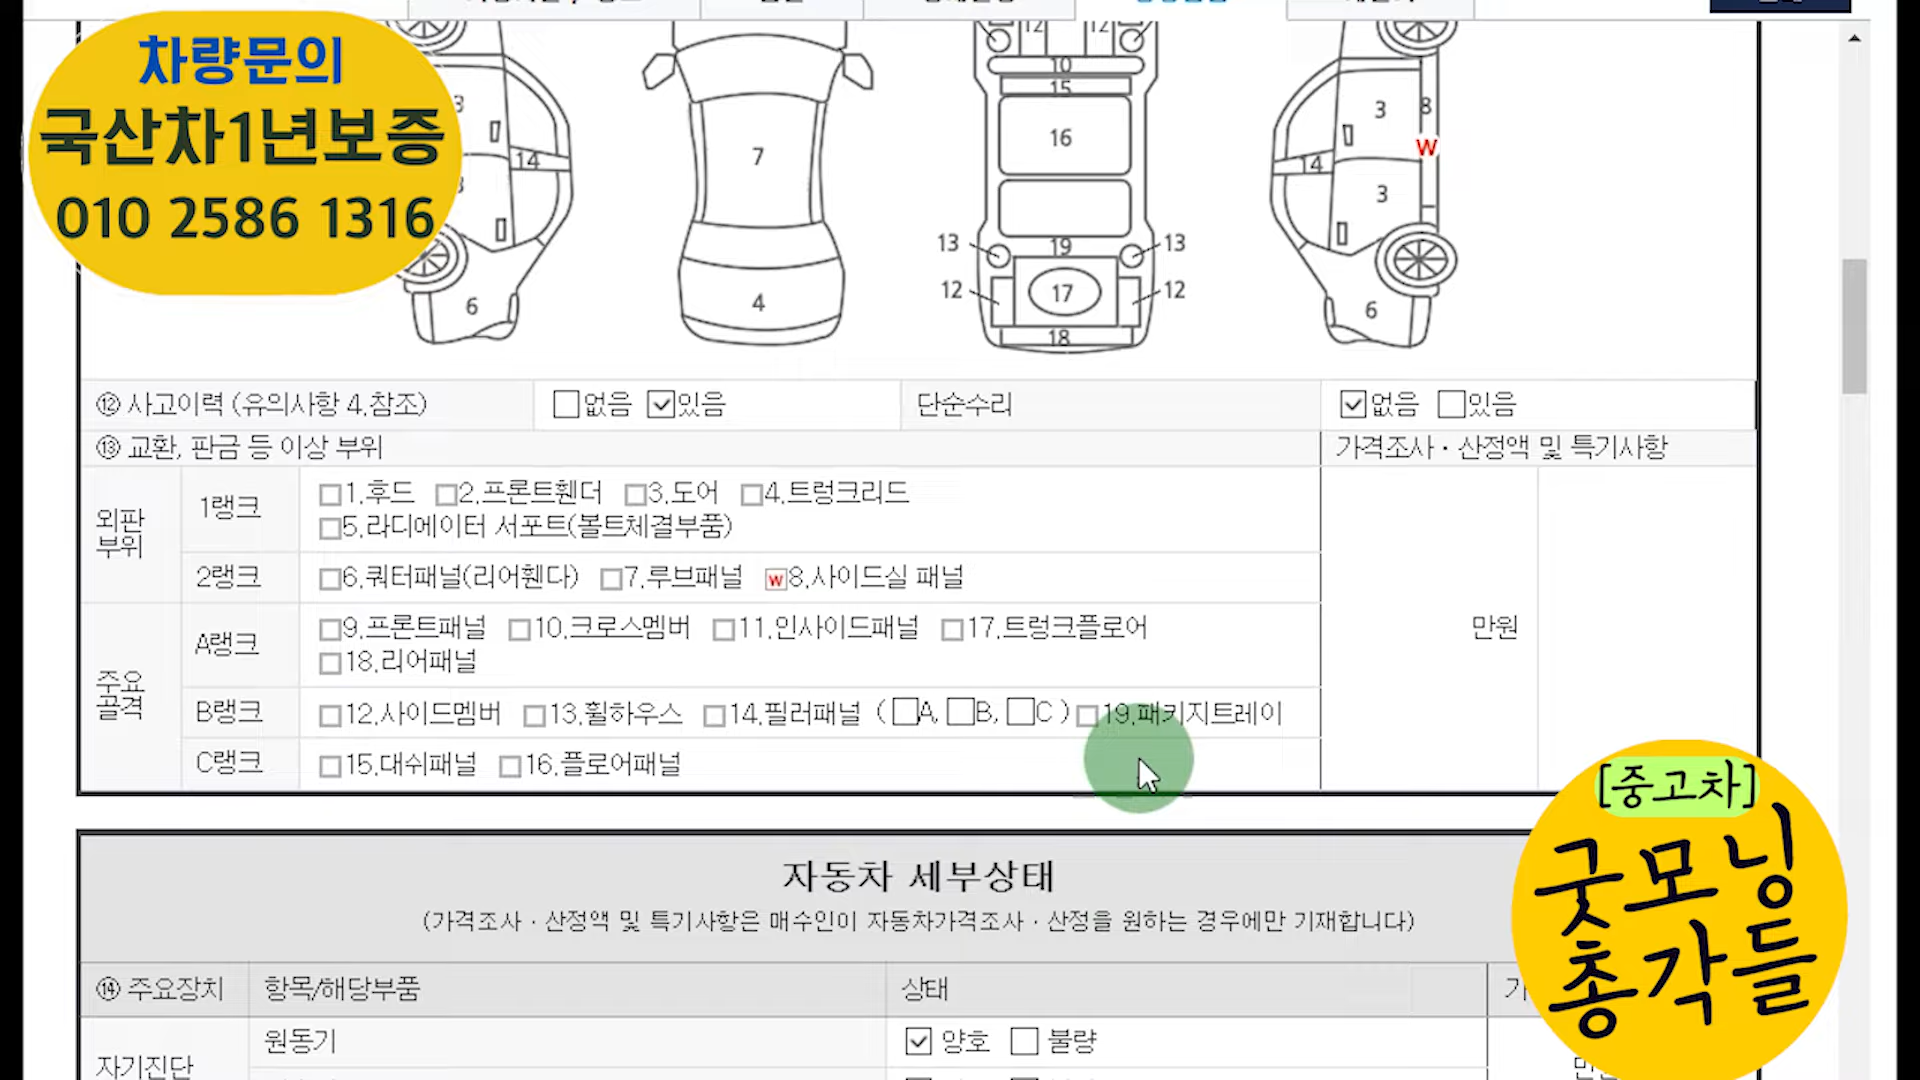 차량문의
국산차1년보증
010 2586 1316
3
14
6
7
4
12
12
10
15
16
19
13
13
12
12
17
18
3
8
W
14
3
6
⑫ 사고이력 (유의사항 4.참조)
없음 있음
단순수리
없음 있음
⑬ 교환, 판금 등 이상 부위
가격조사 · 산정액 및 특기사항
외판
부위
1랭크
1.후드 2.프론트휀더 3.도어 4.트렁크리드
5.라디에이터 서포트(볼트체결부품)
2랭크
6.쿼터패널(리어휀다) 7.루브패널 W 8.사이드실 패널
주요
골격
A랭크
9.프론트패널 10.크로스멤버 11.인사이드패널 17.트렁크플로어
18.리어패널
만원
B랭크
12.사이드멤버 13.휠하우스 14.필러패널 ( A, B, C ) 19.패키지트레이
C랭크
15.대쉬패널 16.플로어패널
[중고차]
굿모닝
총각들
자동차 세부상태
(가격조사 · 산정액 및 특기사항은 매수인이 자동차가격조사 · 산정을 원하는 경우에만 기재합니다)
⑭ 주요장치
항목/해당부품
상태
자기진단
원동기
양호 불량